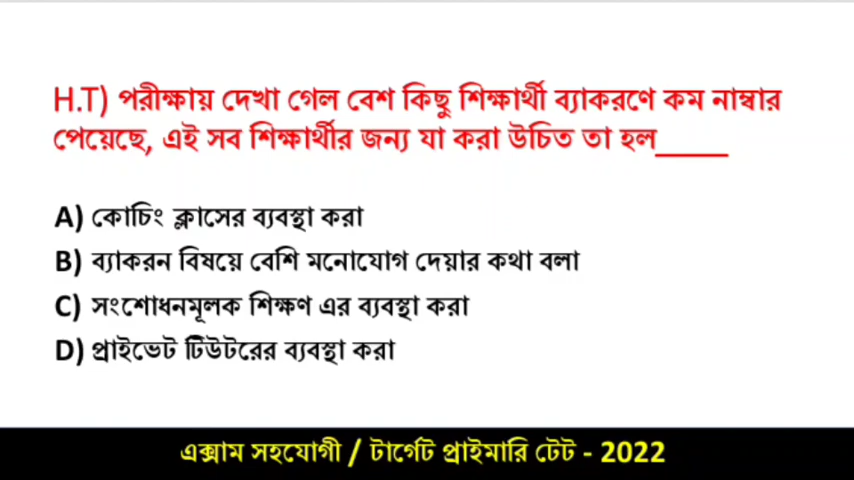 H.T) পরীক্ষায় দেখা গেল বেশ কিছু শিক্ষার্থী ব্যাকরণে কম নাম্বার
পেয়েছে, এই সব শিক্ষার্থীর জন্য যা করা উচিত তা হল_____
A) কোচিং ক্লাসের ব্যবস্থা করা
B) ব্যাকরন বিষয়ে বেশি মনোযোগ দেয়ার কথা বলা
C) সংশোধনমূলক শিক্ষণ এর ব্যবস্থা করা
D) প্রাইভেট টিউটরের ব্যবস্থা করা
এক্সাম সহযোগী / টার্গেট প্রাইমারি টেট - 2022